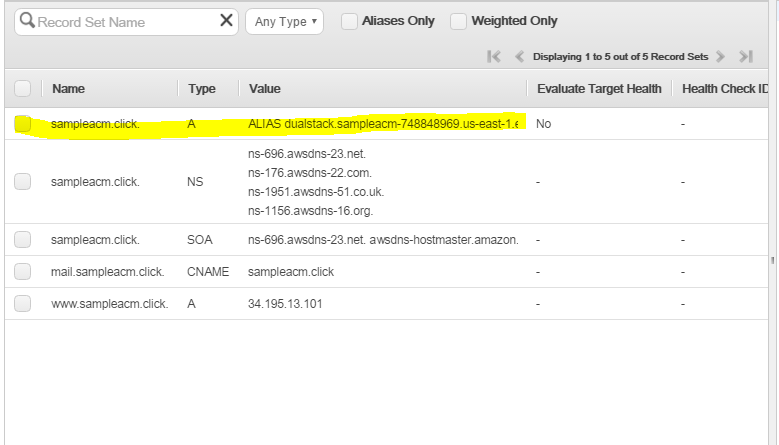 Record Set Name Any Type Aliases Only Weighted Only
Displaying 1 to 5 out of 5 Record Sets
Name Type Value Evaluate Target Health Health Check ID
sampleacm.click. A ALIAS dualstack.sampleacm-748848969.us-east-1.e No -
ns-696.awsdns-23.net.
ns-176.awsdns-22.com.
sampleacm.click. NS - -
ns-1951.awsdns-51.co.uk.
ns-1156.awsdns-16.org.
sampleacm.click. SOA ns-696.awsdns-23.net. awsdns-hostmaster.amazon. - -
mail.sampleacm.click. CNAME sampleacm.click - -
www.sampleacm.click. A 34.195.13.101 - -